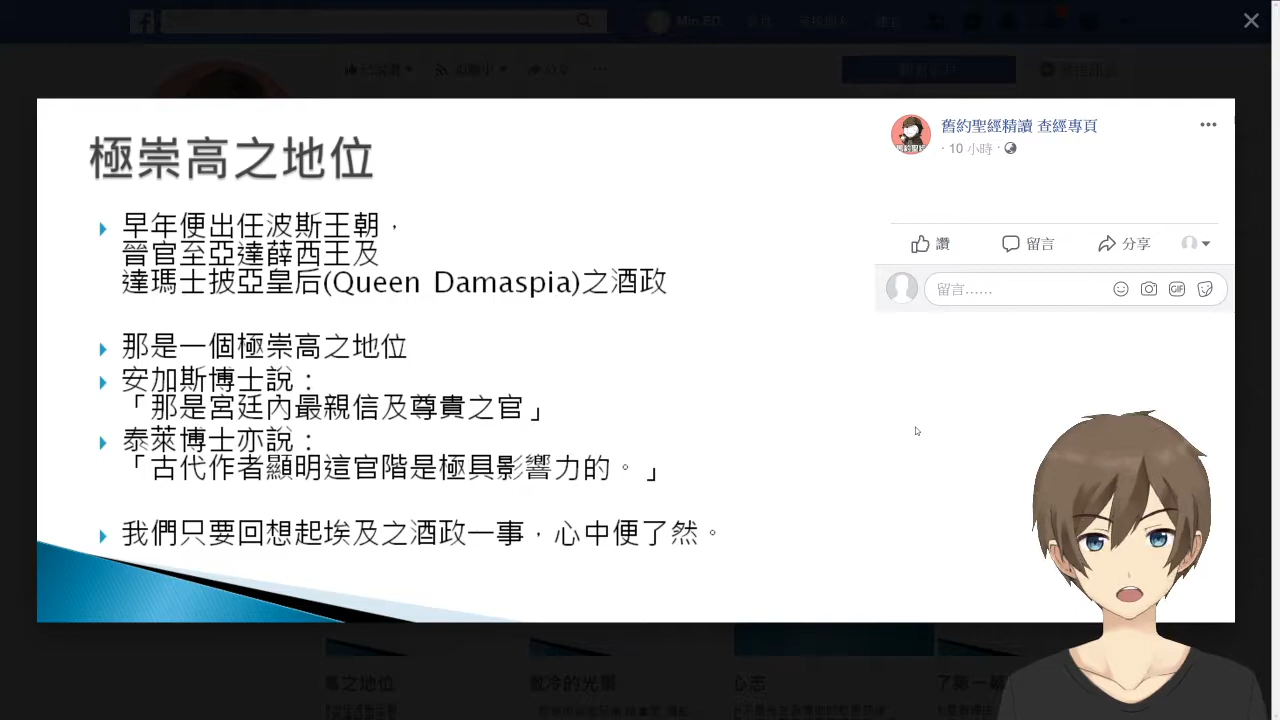 Min ED
極崇高之地位
早年便出任波斯王朝，
晉官至亞達薛西王及
達瑪士披亞皇后(Queen Damaspia)之酒政
那是一個極崇高之地位
安加斯博士說：
「那是宮廷內最親信及尊貴之官」
泰萊博士亦說：
「古代作者顯明這官階是極具影響力的。」
我們只要回想起埃及之酒政一事，心中便了然。
舊約聖經精讀 查經專頁
· 10 小時 ·
讚
留言
分享
留言......
GIF